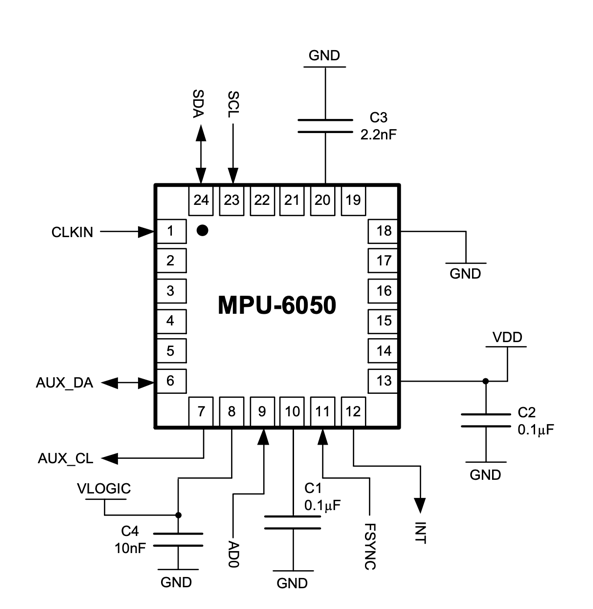 GND
SDA
SCL
C3
2.2nF
24 23 22 21 20 19
CLKIN
1
18
GND
2
17
3
16
MPU-6050
4
15
5
14
VDD
AUX_DA
6
13
7 8 9 10 11 12
C2
0.1µF
AUX_CL
GND
VLOGIC
C1
0.1µF
C4
10nF
AD0
FSYNC
INT
GND
GND